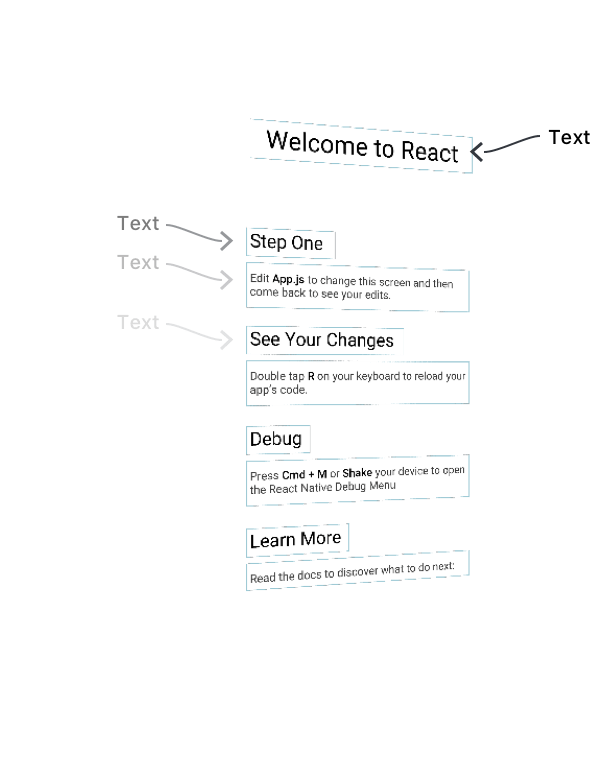 Welcome to React
Text
Text
Step One
Text
Edit App.js to change this screen and then
come back to see your edits.
Text
See Your Changes
Double tap R on your keyboard to reload your
app's code.
Debug
Press Cmd + M or Shake your device to open
the React Native Debug Menu
Learn More
Read the docs to discover what to do next: